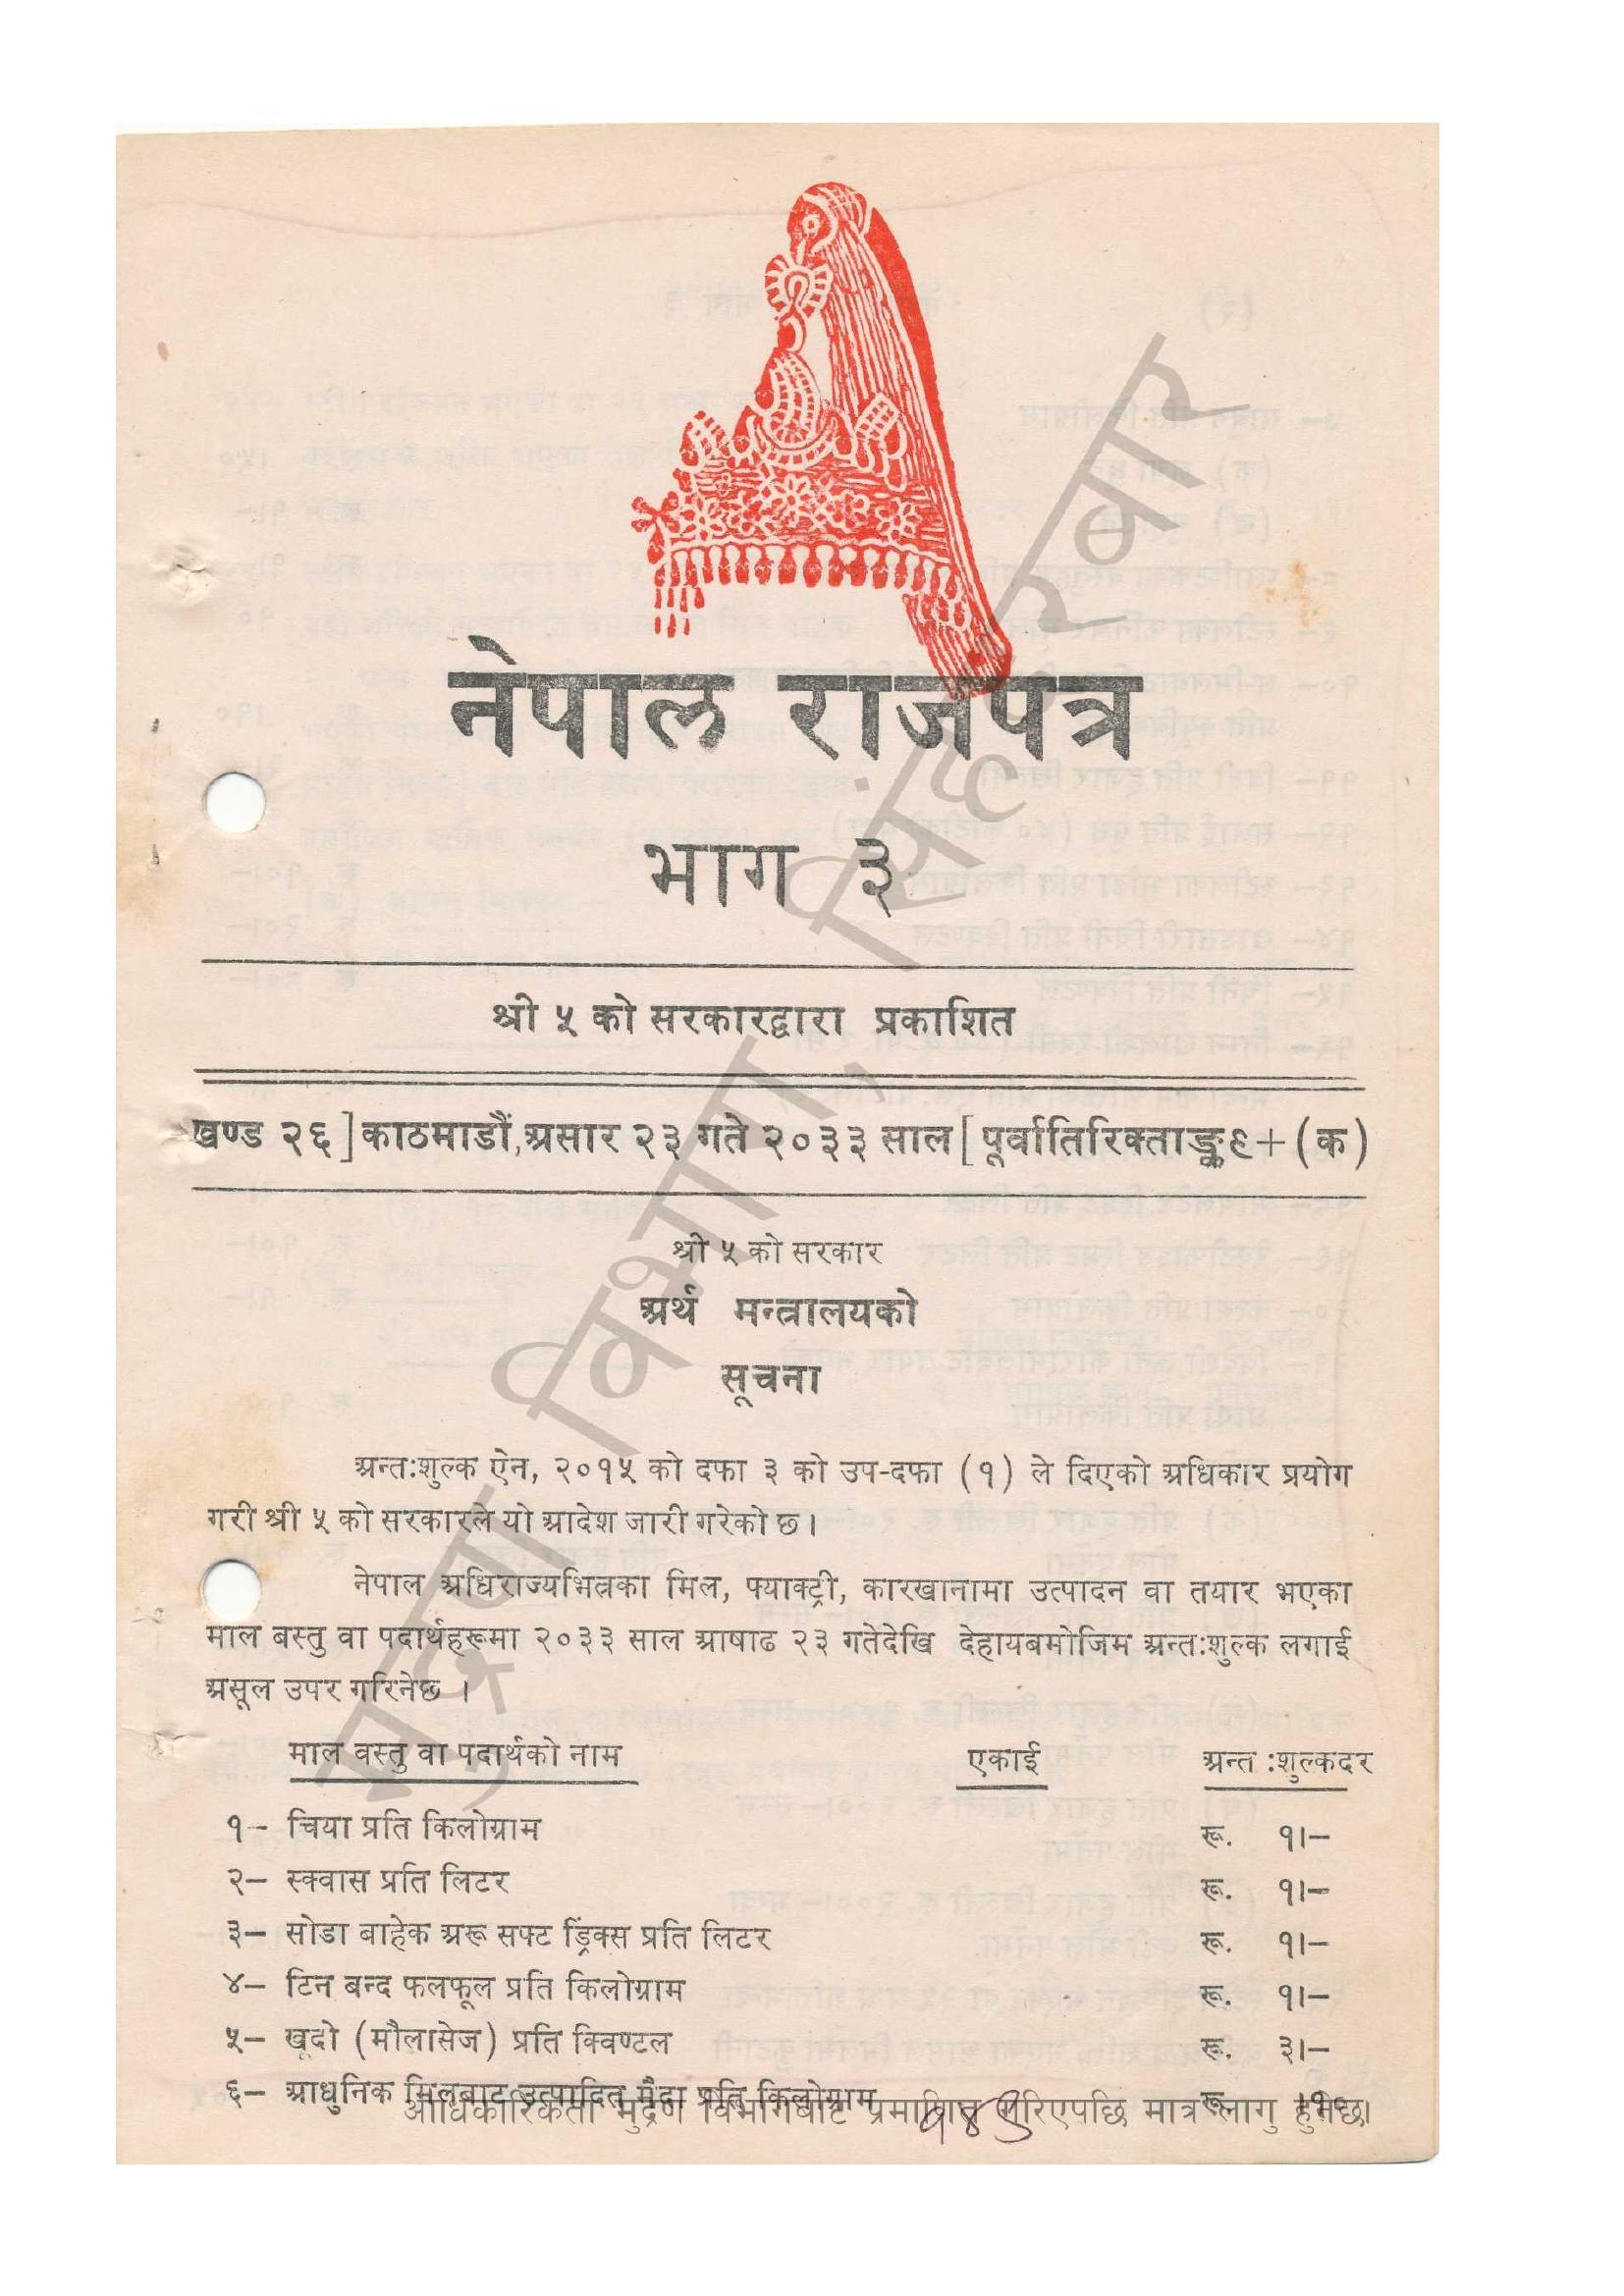 नेपाल राजपत्र
भाग ३
श्री ५ को सरकारद्वारा प्रकाशित
खण्ड २६] काठमाडौं, असार २३ गते २०३३ साल [पूर्वातिरिक्ताङ्क ९+ (क)
श्री ५ को सरकार
अर्थ मन्त्रालयको
सूचना
अन्तःशुल्क ऐन, २०१५ को दफा ३ को उप-दफा (१) ले दिएको अधिकार प्रयोग
गरी श्री ५ को सरकारले यो आदेश जारी गरेको छ।
नेपाल अधिराज्यभित्रका मिल, फ्याक्ट्री, कारखानामा उत्पादन वा तयार भएका
माल बस्तु वा पदार्थहरूमा २०३३ साल आषाढ २३ गतेदेखि देहायबमोजिम अन्तःशुल्क लगाई
असूल उपर गरिनेछ ।
माल वस्तु वा पदार्थको नाम एकाई अन्त :शुल्कदर
१- चिया प्रति किलोग्राम रू. १।–
२– स्क्वास प्रति लिटर रू. १।–
३– सोडा बाहेक अरू सफ्ट ड्रिंक्स प्रति लिटर रू. १।–
४– टिन बन्द फलफूल प्रति किलोग्राम रू. १।–
५– खूदो (मौलासेज) प्रति क्विण्टल रू. ३।–
६– आधुनिक मिलबाट उत्पादित मैदा प्रति किलोग्राम रू.
आधिकारिकता मुद्रण विभागबाट प्रमाणित गरिएपछि मात्र लागु हुनेछ।
मुद्रण विभाग, सिंहदरबार